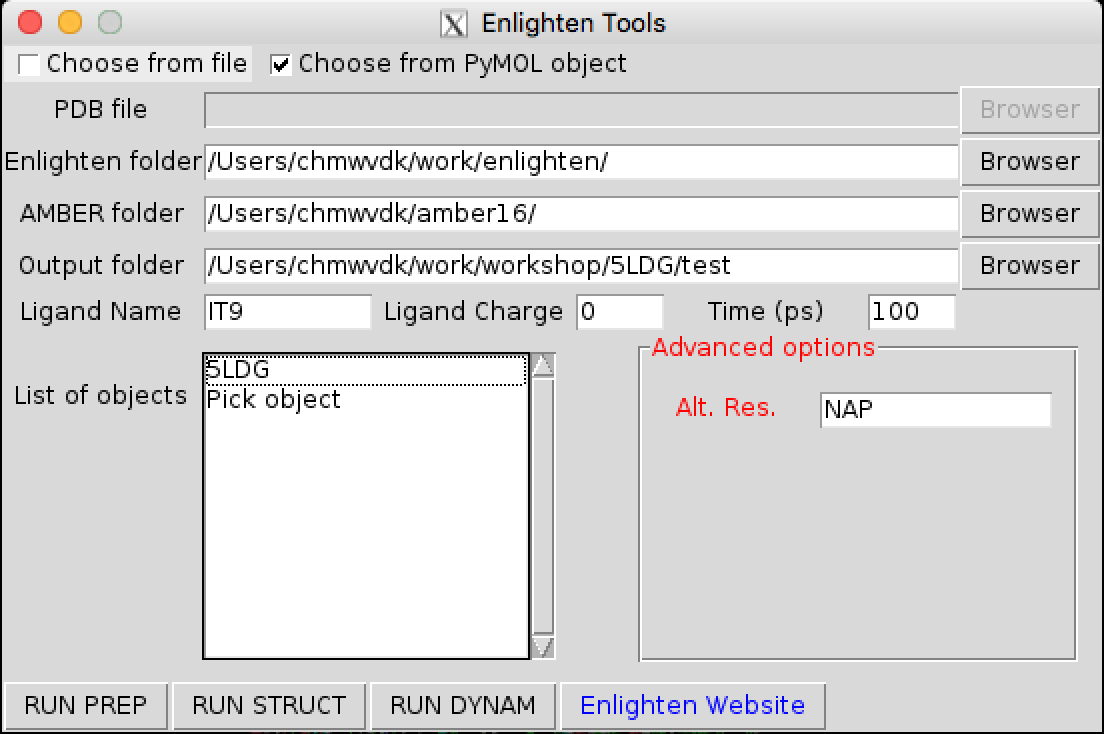 Enlighten Tools
Choose from file Choose from PyMOL object
PDB file Browser
Enlighten folder /Users/chmwvdk/work/enlighten/ Browser
AMBER folder /Users/chmwvdk/amber16/ Browser
Output folder /Users/chmwvdk/work/workshop/5LDG/test Browser
Ligand Name IT9 Ligand Charge 0 Time (ps) 100
Advanced options
List of objects
5LDG
Pick object
Alt. Res. NAP
RUN PREP RUN STRUCT RUN DYNAM Enlighten Website